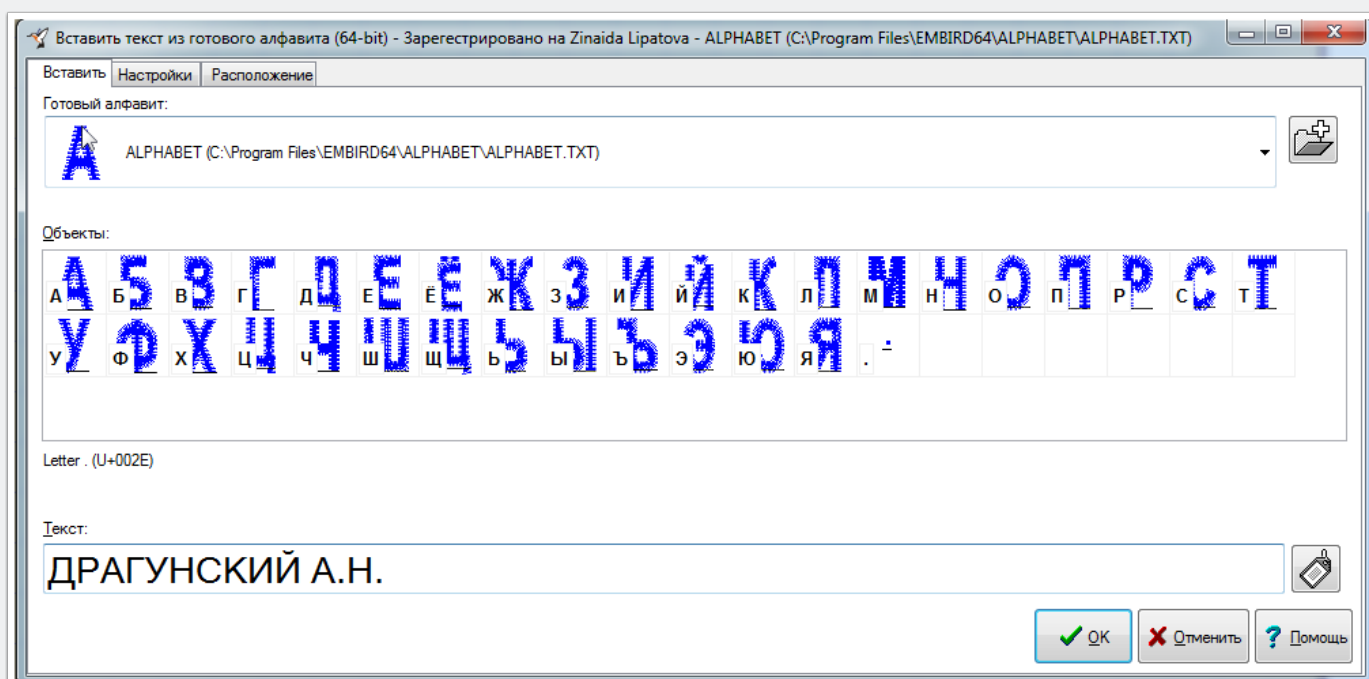 Вставить текст из готового алфавита (64-bit) - Зарегестрировано на Zinaida Lipatova - ALPHABET (C:\Program Files\EMBIRD64\ALPHABET\ALPHABET.TXT)
Вставить Настройки Расположение
Готовый алфавит:
А ALPHABET (C:\Program Files\EMBIRD64\ALPHABET\ALPHABET.TXT)
Объекты:
А А Б Б В В Г Г Д Д Е Е Ё Ё Ж Ж З З И И Й Й К К Л Л М М Н Н О О П П Р Р С С Т Т
У У Ф Ф Х Х Ц Ц Ч Ч Ш Ш Щ Щ Ь Ь Ы Ы Ъ Ъ Э Э Ю Ю Я Я . .
Letter . (U+002E)
Текст:
ДРАГУНСКИЙ А.Н.
OK Отменить Помощь